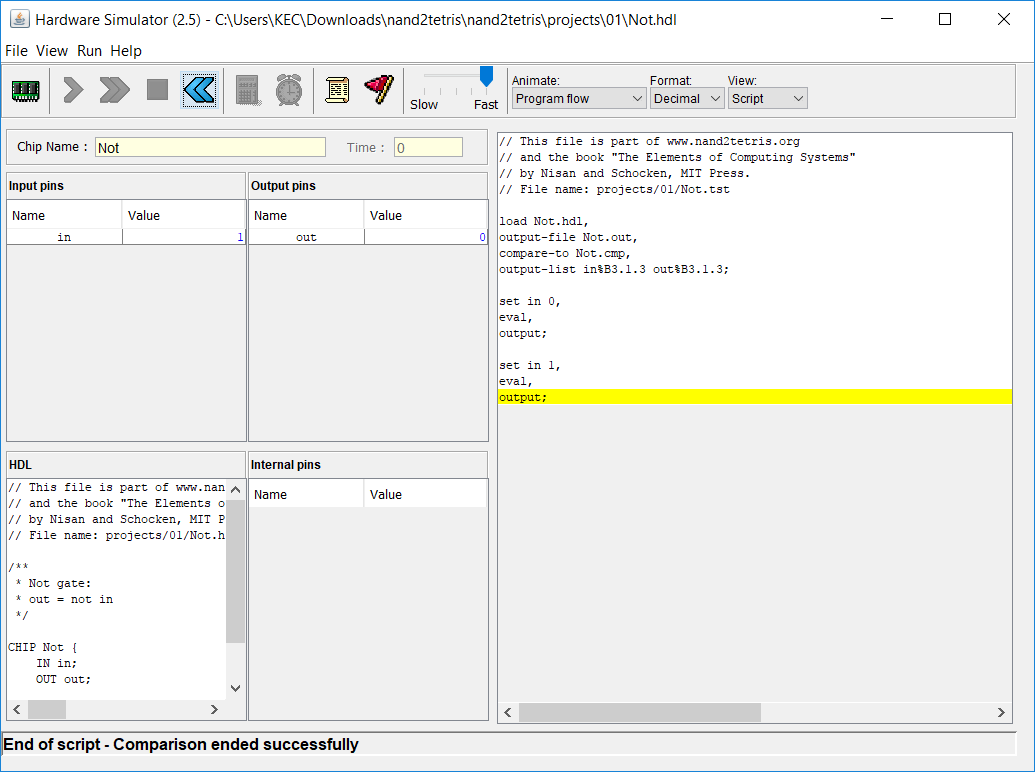 Hardware Simulator (2.5) - C:\Users\KEC\Downloads\nand2tetris\nand2tetris\projects\01\Not.hdl
File View Run Help
Slow Fast
Animate: Format: View:
Program flow Decimal Script
Chip Name : Not Time : 0
Input pins Output pins
Name Value Name Value
in 1 out 0
HDL Internal pins
Name Value
// This file is part of www.nan
// and the book "The Elements o
// by Nisan and Schocken, MIT P
// File name: projects/01/Not.h
/**
* Not gate:
* out = not in
*/
CHIP Not {
IN in;
OUT out;
// This file is part of www.nand2tetris.org
// and the book "The Elements of Computing Systems"
// by Nisan and Schocken, MIT Press.
// File name: projects/01/Not.tst
load Not.hdl,
output-file Not.out,
compare-to Not.cmp,
output-list in%B3.1.3 out%B3.1.3;
set in 0,
eval,
output;
set in 1,
eval,
output;
End of script - Comparison ended successfully